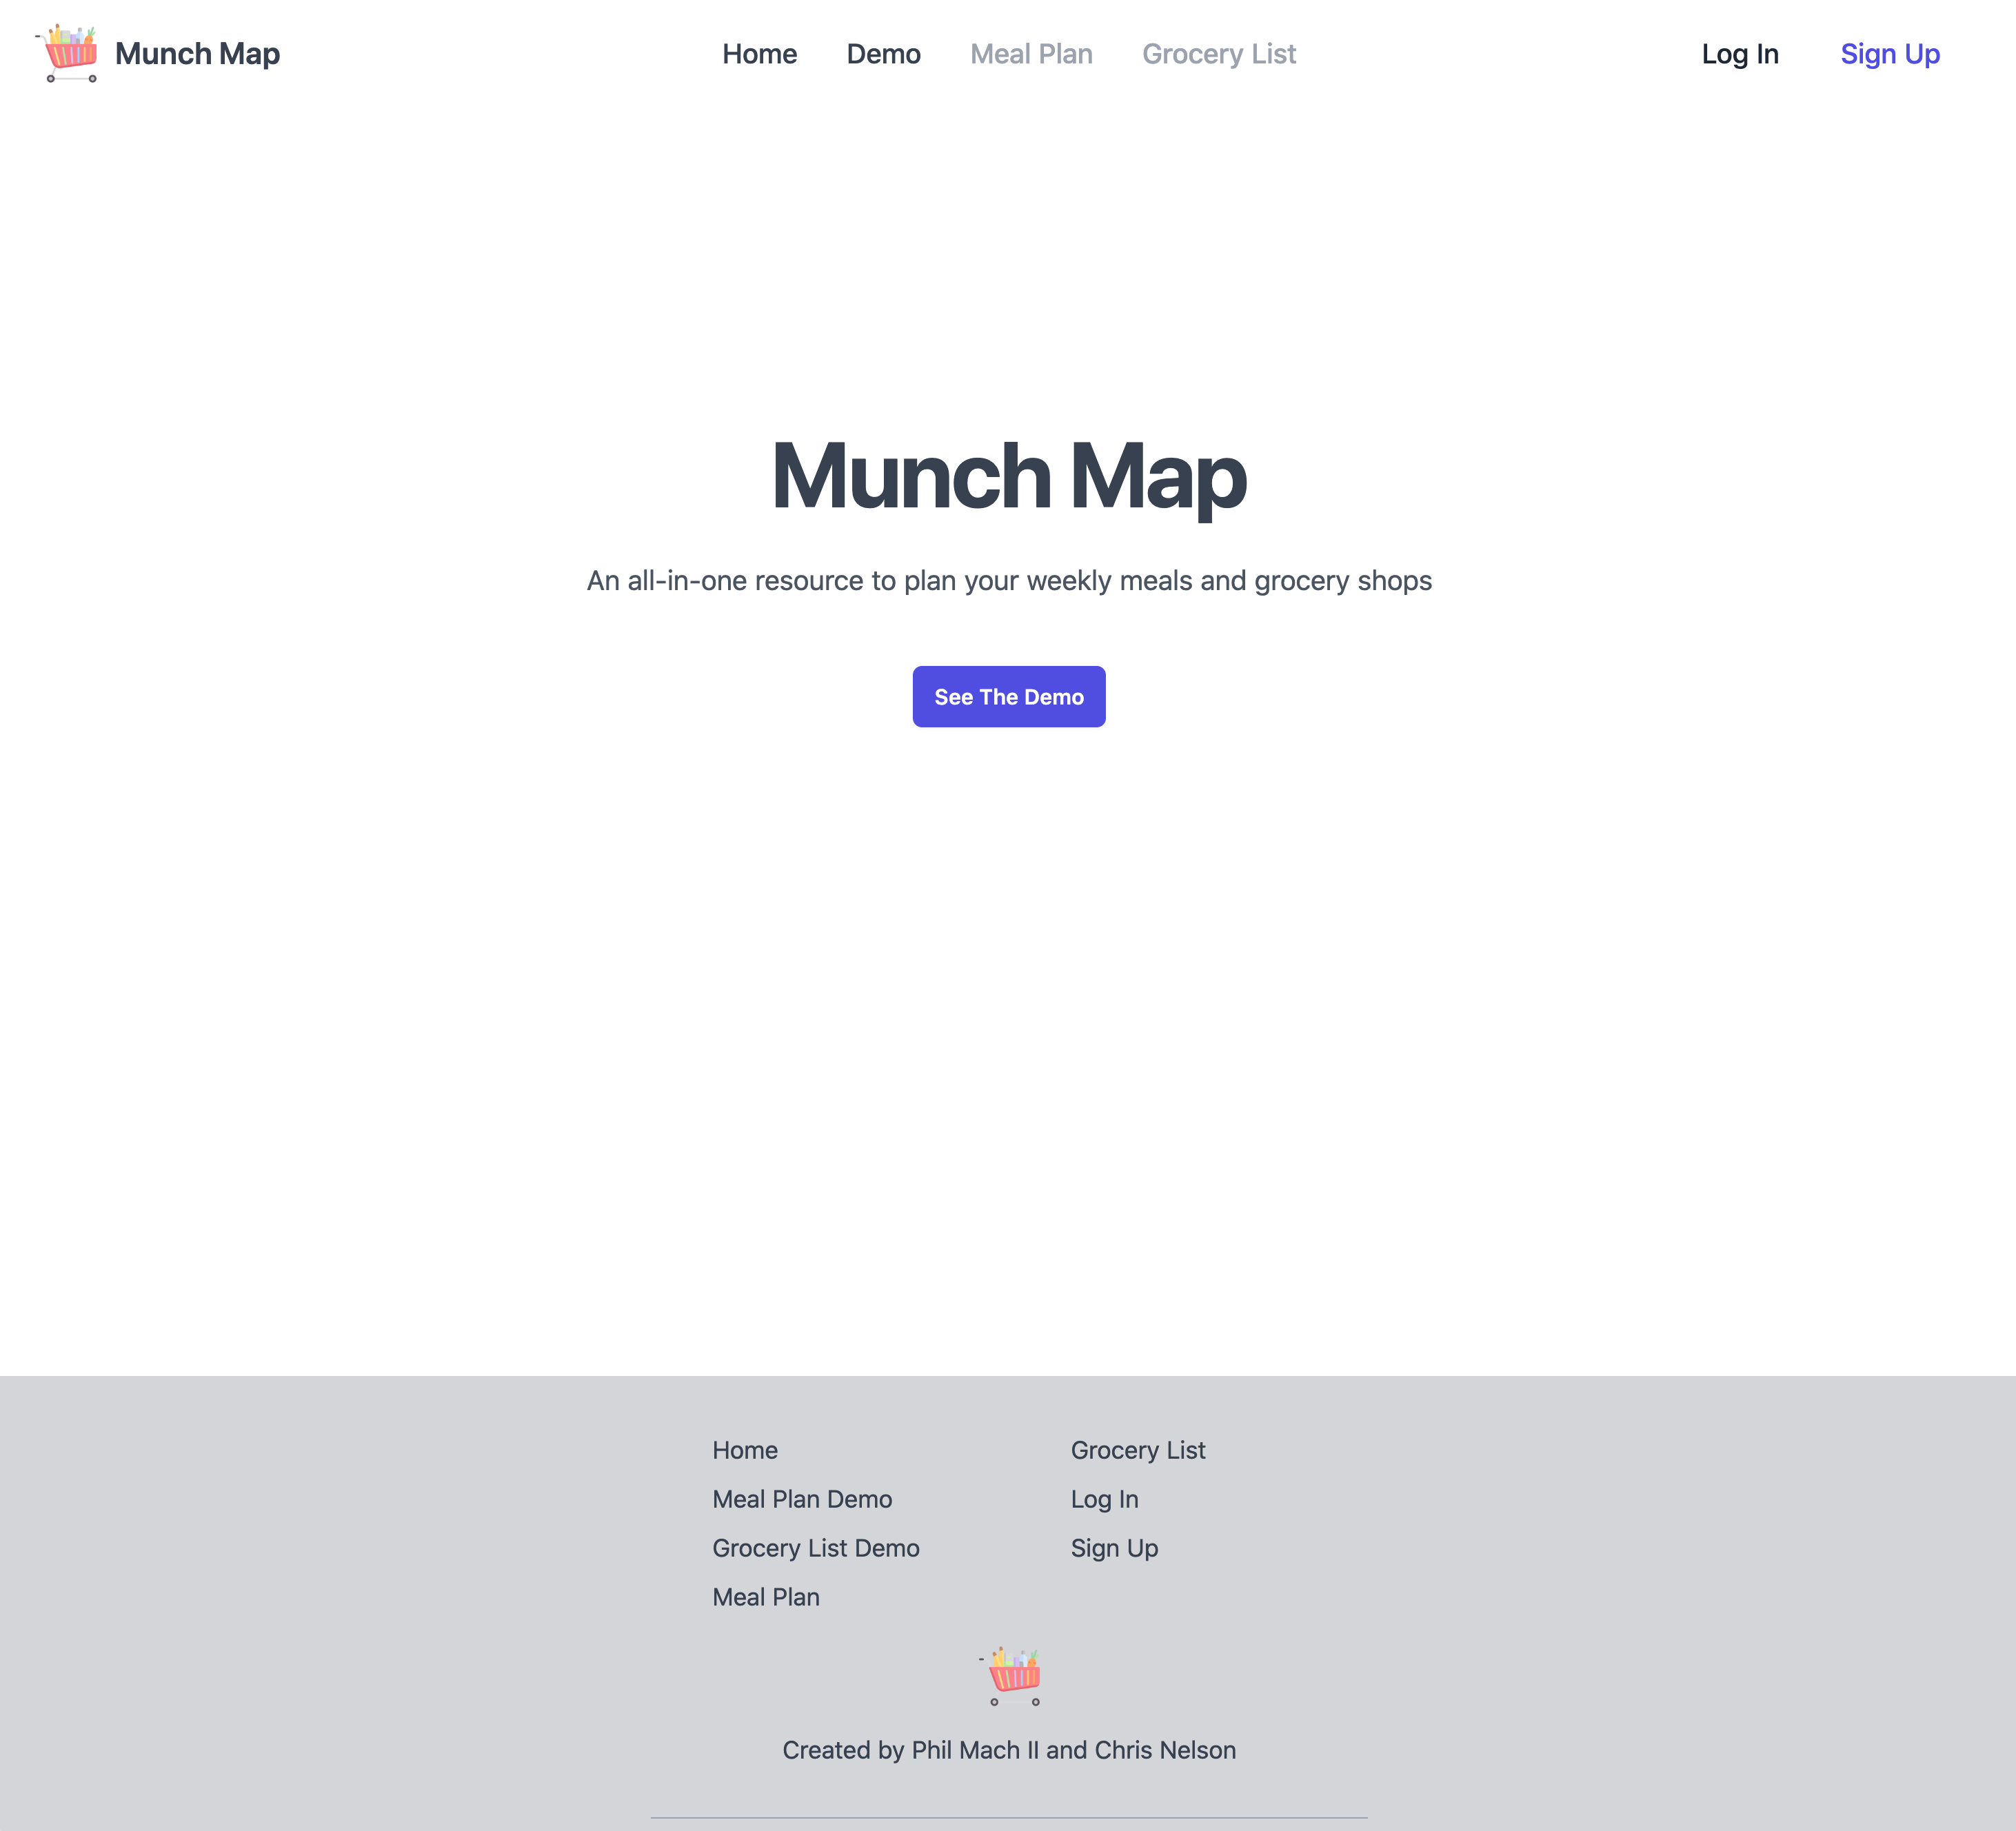 Munch Map
Home
Demo
Meal Plan
Grocery List
Log In
Sign Up
Munch Map
An all-in-one resource to plan your weekly meals and grocery shops
See The Demo
Home
Meal Plan Demo
Grocery List Demo
Meal Plan
Grocery List
Log In
Sign Up
Created by Phil Mach II and Chris Nelson